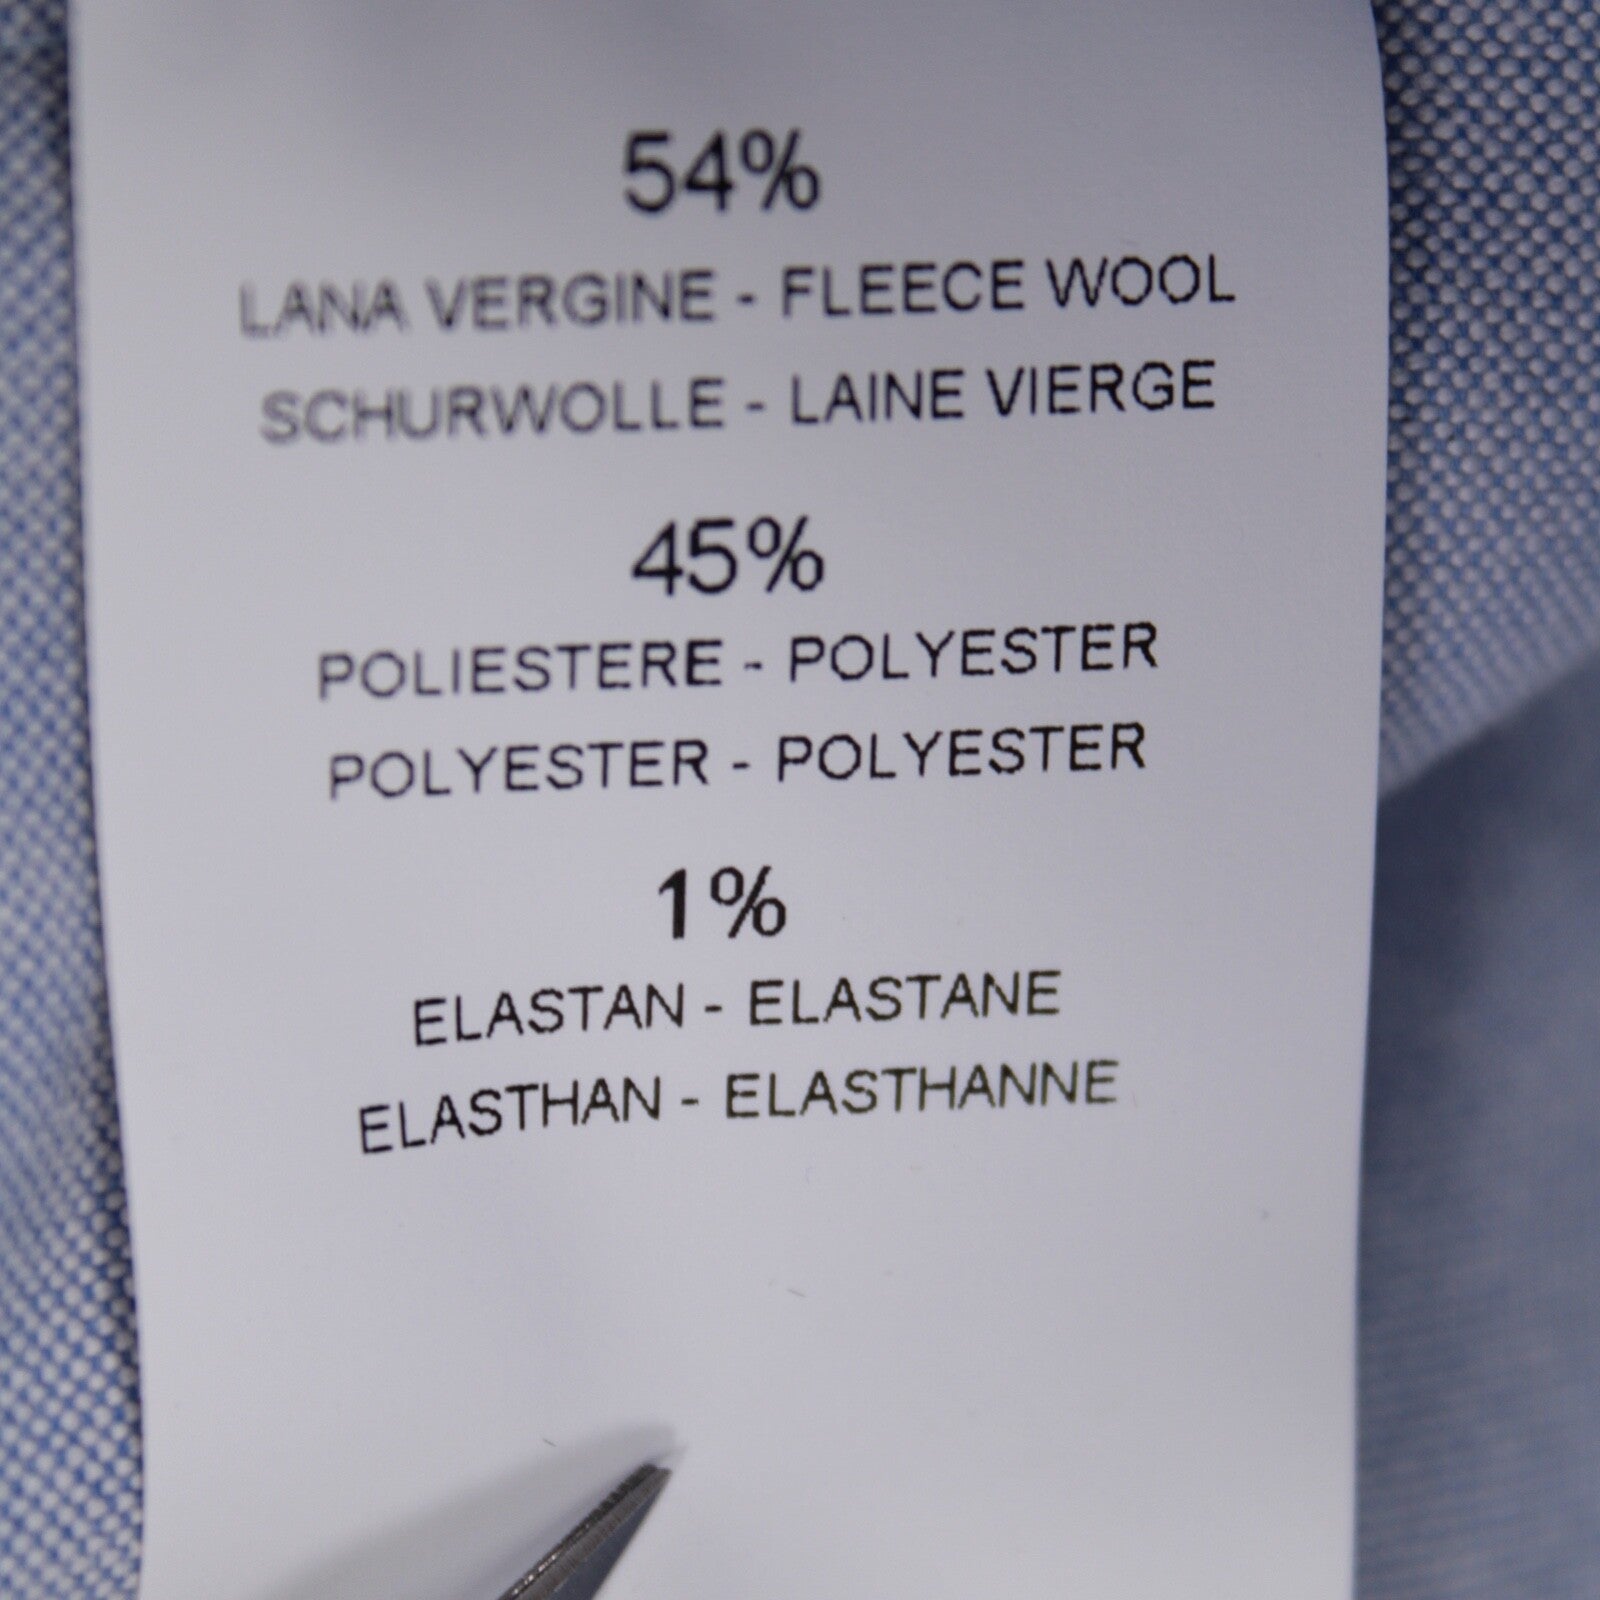 54%
LANA VERGINE - FLEECE WOOL
SCHURWOLLE - LAINE VIERGE
45%
POLIESTERE - POLYESTER
POLYESTER - POLYESTER
1%
ELASTAN - ELASTANE
ELASTHAN - ELASTHANNE